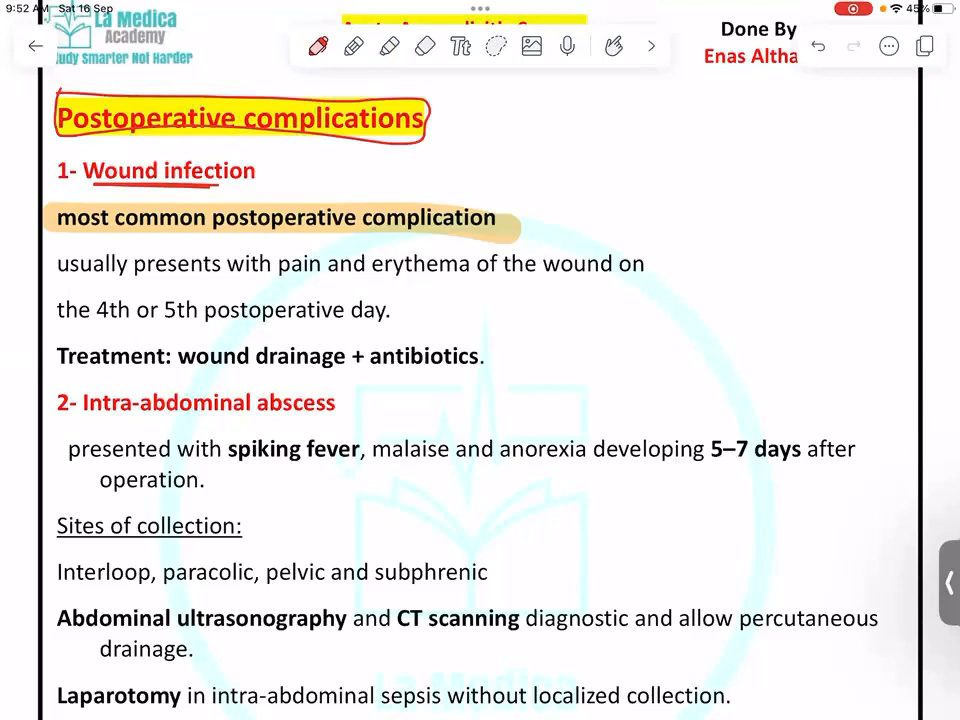 9:52 AM Sat 16 Sep
45%
La Medica
Academy
Study Smarter Not Harder
Done By
Enas Altha
Tt
Postoperative complications
1- Wound infection
most common postoperative complication
usually presents with pain and erythema of the wound on
the 4th or 5th postoperative day.
Treatment: wound drainage + antibiotics.
2- Intra-abdominal abscess
presented with spiking fever, malaise and anorexia developing 5–7 days after
operation.
Sites of collection:
Interloop, paracolic, pelvic and subphrenic
Abdominal ultrasonography and CT scanning diagnostic and allow percutaneous
drainage.
Laparotomy in intra-abdominal sepsis without localized collection.
La Medica